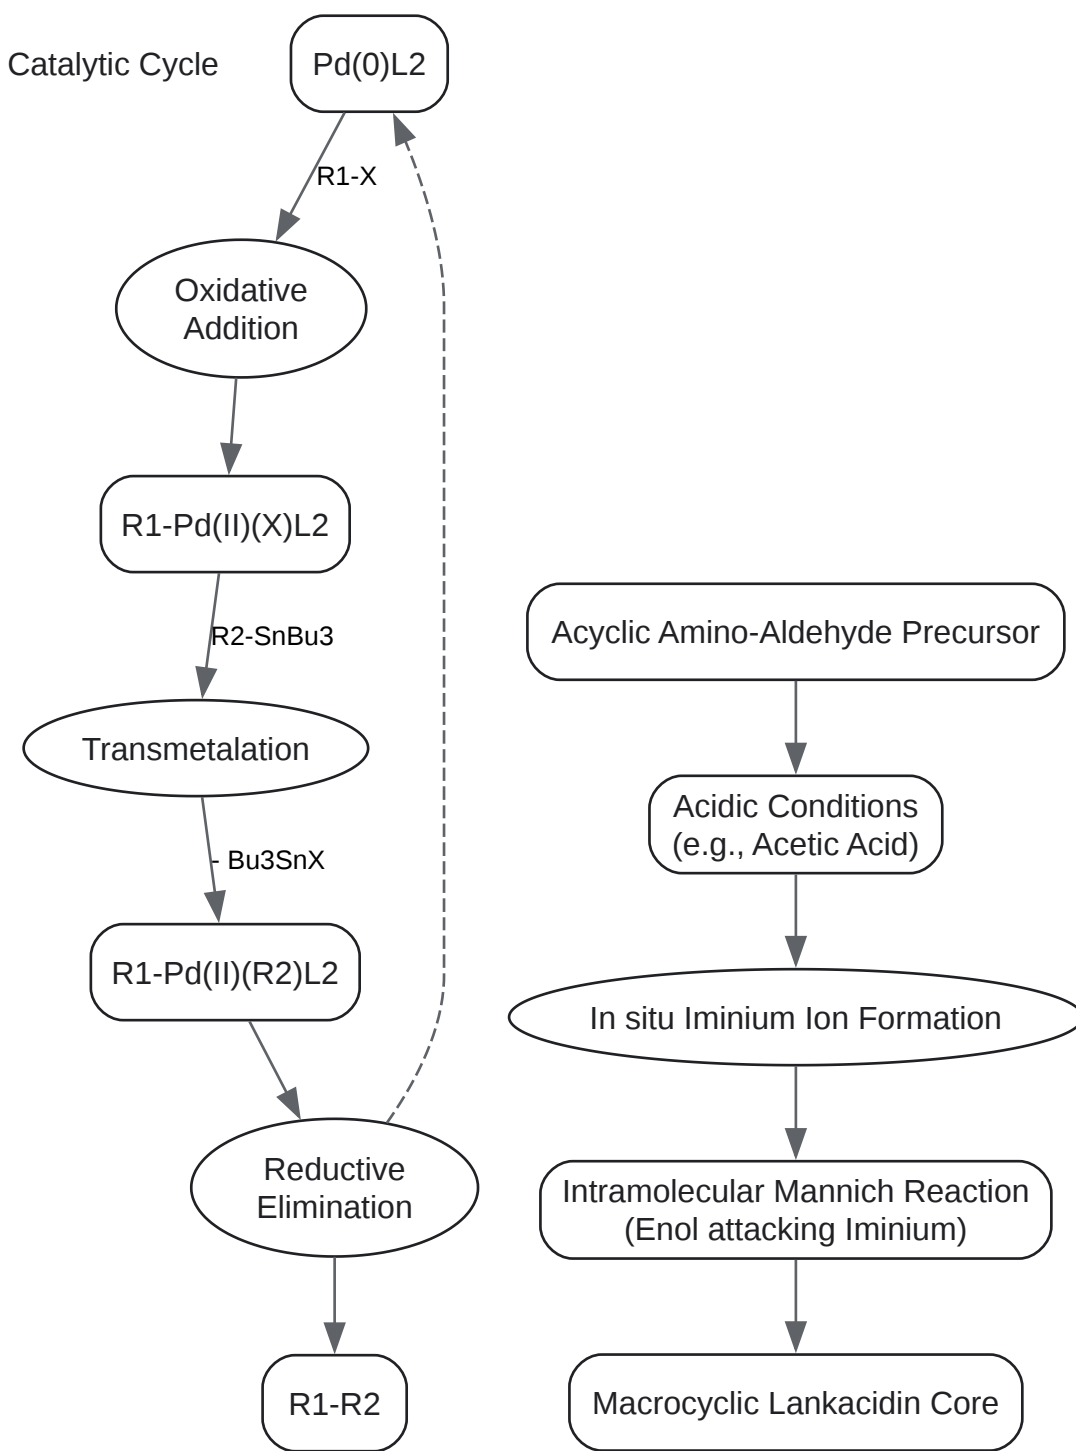 Catalytic Cycle
Pd(0)L2
R1-X
Oxidative
Addition
R1-Pd(II)(X)L2
R2-SnBu3
Transmetalation
- Bu3SnX
R1-Pd(II)(R2)L2
Reductive
Elimination
R1-R2
Acyclic Amino-Aldehyde Precursor
Acidic Conditions
(e.g., Acetic Acid)
In situ Iminium Ion Formation
Intramolecular Mannich Reaction
(Enol attacking Iminium)
Macrocyclic Lankacidin Core